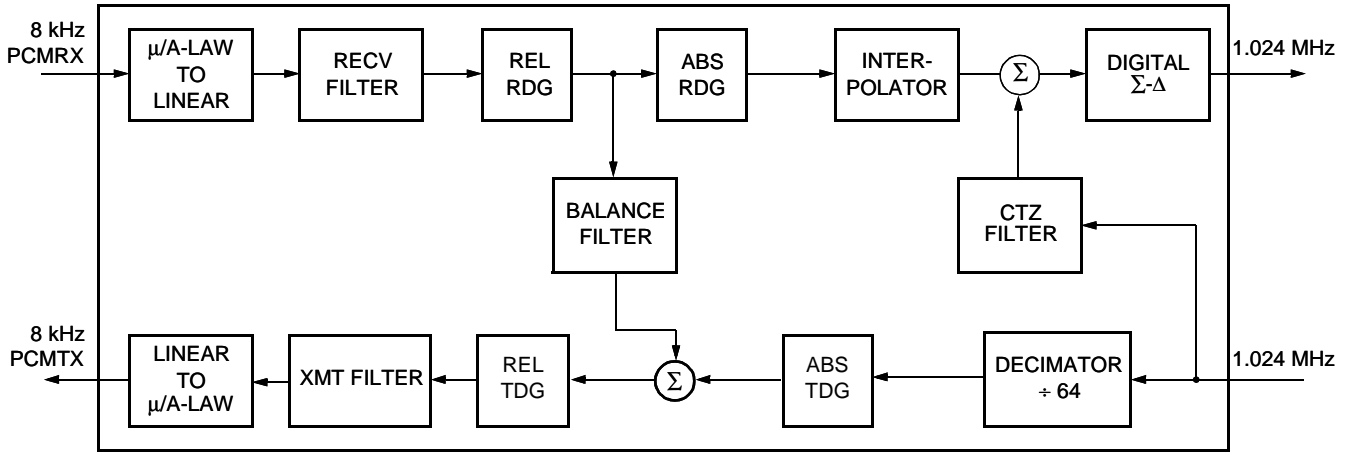 8 kHz
PCMRX
μ/A-LAW
TO
LINEAR
RECV
FILTER
REL
RDG
ABS
RDG
INTER-
POLATOR
Σ
DIGITAL
Σ-Δ
1.024 MHz
BALANCE
FILTER
CTZ
FILTER
8 kHz
PCMTX
LINEAR
TO
μ/A-LAW
XMT FILTER
REL
TDG
Σ
ABS
TDG
DECIMATOR
÷ 64
1.024 MHz